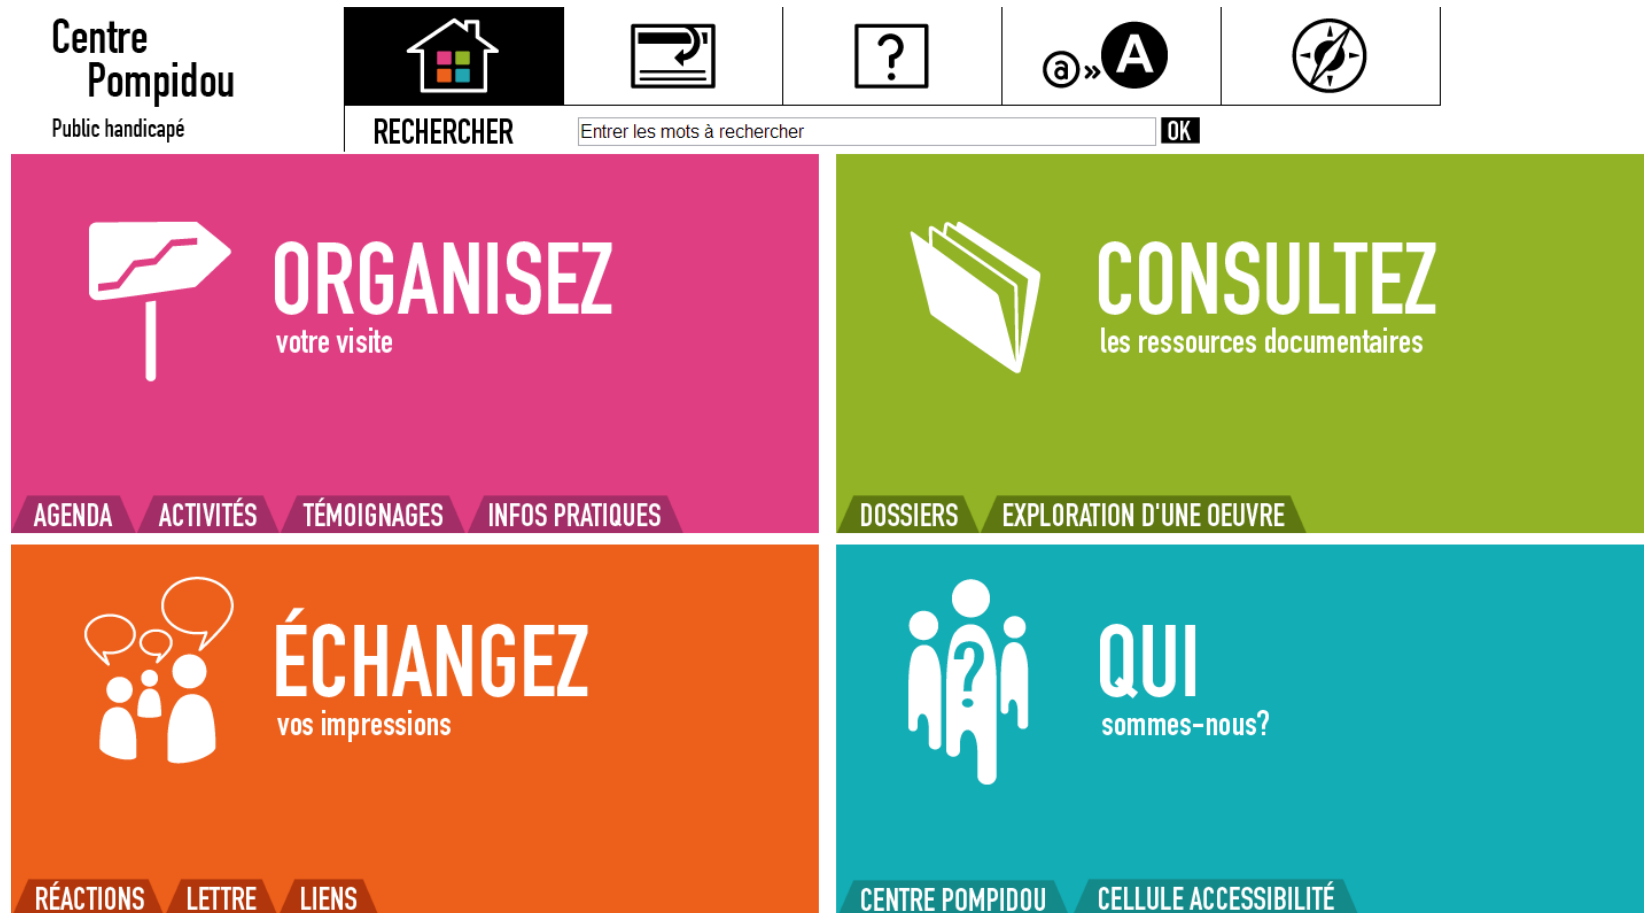 Centre
Pompidou
Public handicapé
?
@»A
RECHERCHER
Entrer les mots à rechercher
OK
ORGANISEZ
votre visite
AGENDA
ACTIVITÉS
TÉMOIGNAGES
INFOS PRATIQUES
CONSULTEZ
les ressources documentaires
DOSSIERS
EXPLORATION D'UNE OEUVRE
ÉCHANGEZ
vos impressions
RÉACTIONS
LETTRE
LIENS
?
QUI
sommes-nous?
CENTRE POMPIDOU
CELLULE ACCESSIBILITÉ